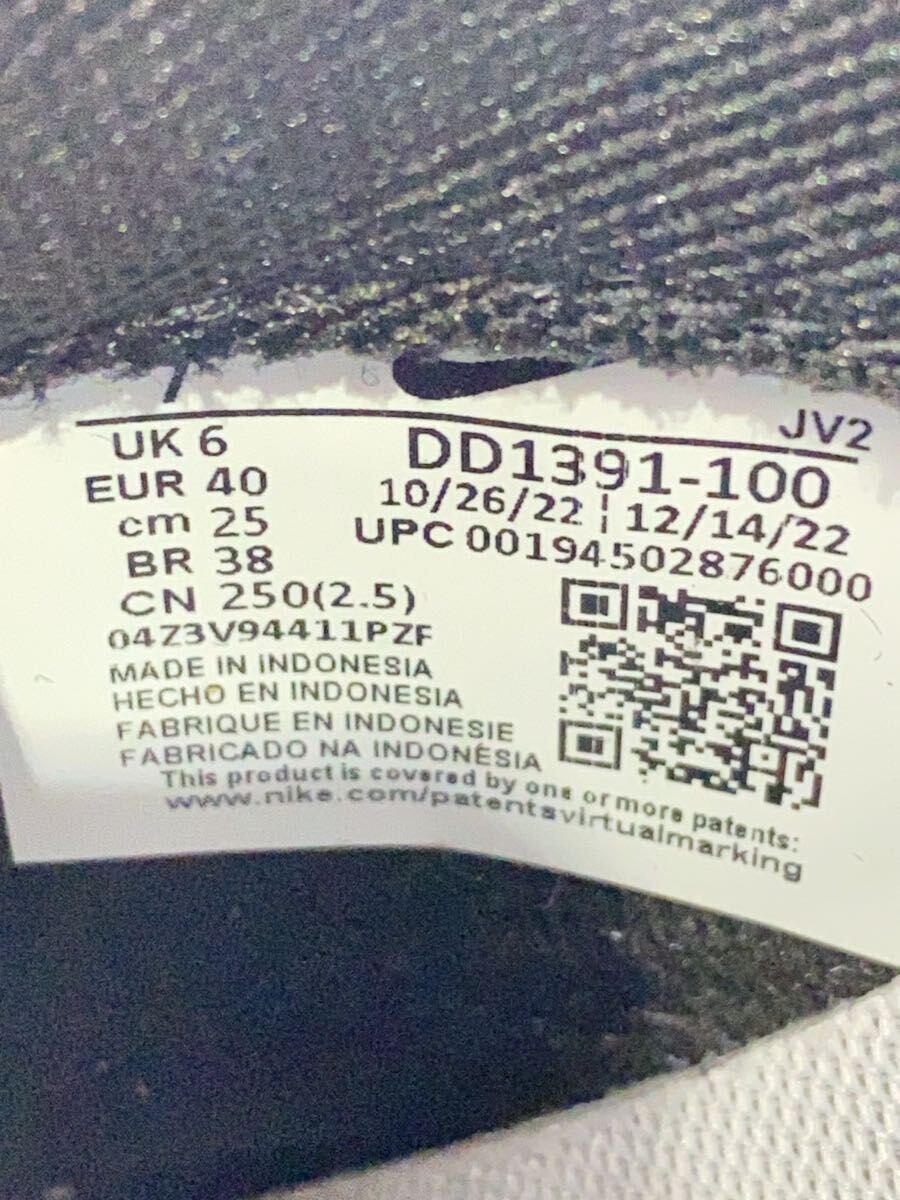 JV2
UK 6
EUR 40
cm 25
BR 38
CN 250(2.5)
DD1391-100
10/26/22 ¦ 12/14/22
UPC 00194502876000
04Z3V94411PZF
MADE IN INDONESIA
HECHO EN INDONESIA
FABRIQUE EN INDONESIE
FABRICADO NA INDONÉSIA
This product is covered by one or more patents:
www.nike.com/patentsvirtualmarking